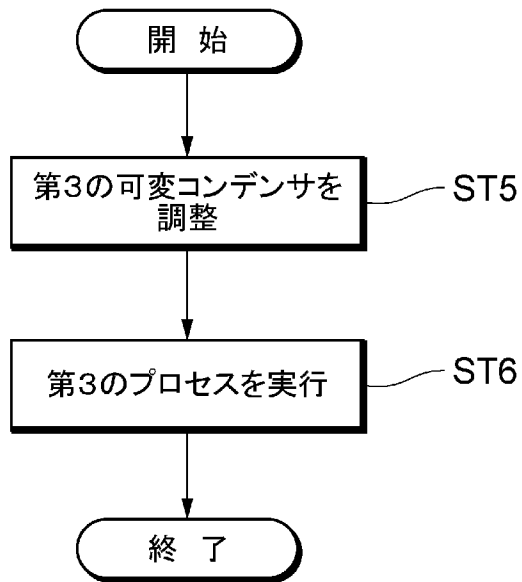 開 始
第3の可変コンデンサを
調整
ST5
第3のプロセスを実行
ST6
終 了